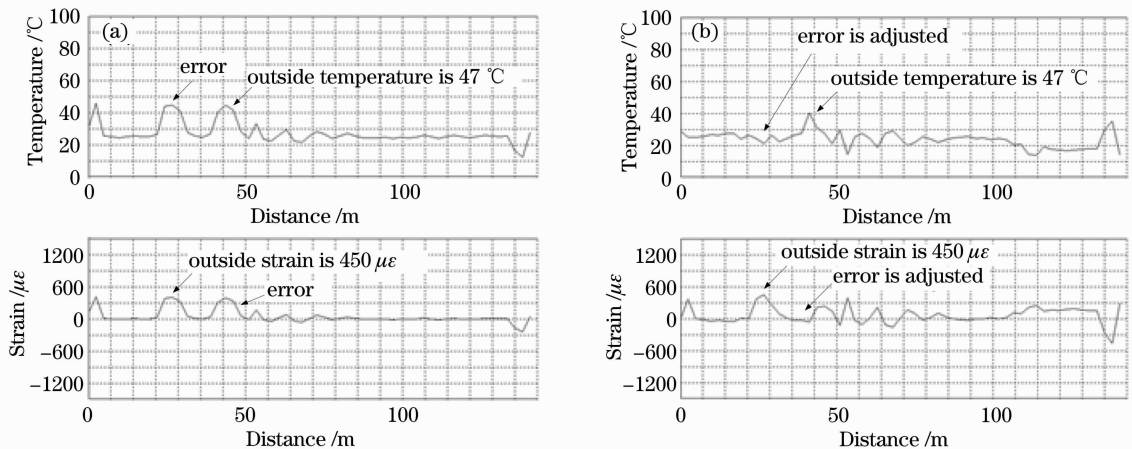 (a)
Temperature /℃
100
80
60
40
20
0
error
outside temperature is 47 ℃
0 50 100
Distance /m
Strain /με
1200
600
0
−600
−1200
outside strain is 450 με
error
0 50 100
Distance /m
(b)
Temperature /℃
100
80
60
40
20
0
error is adjusted
outside temperature is 47 ℃
0 50 100
Distance /m
Strain /με
1200
600
0
−600
−1200
outside strain is 450 με
error is adjusted
0 50 100
Distance /m